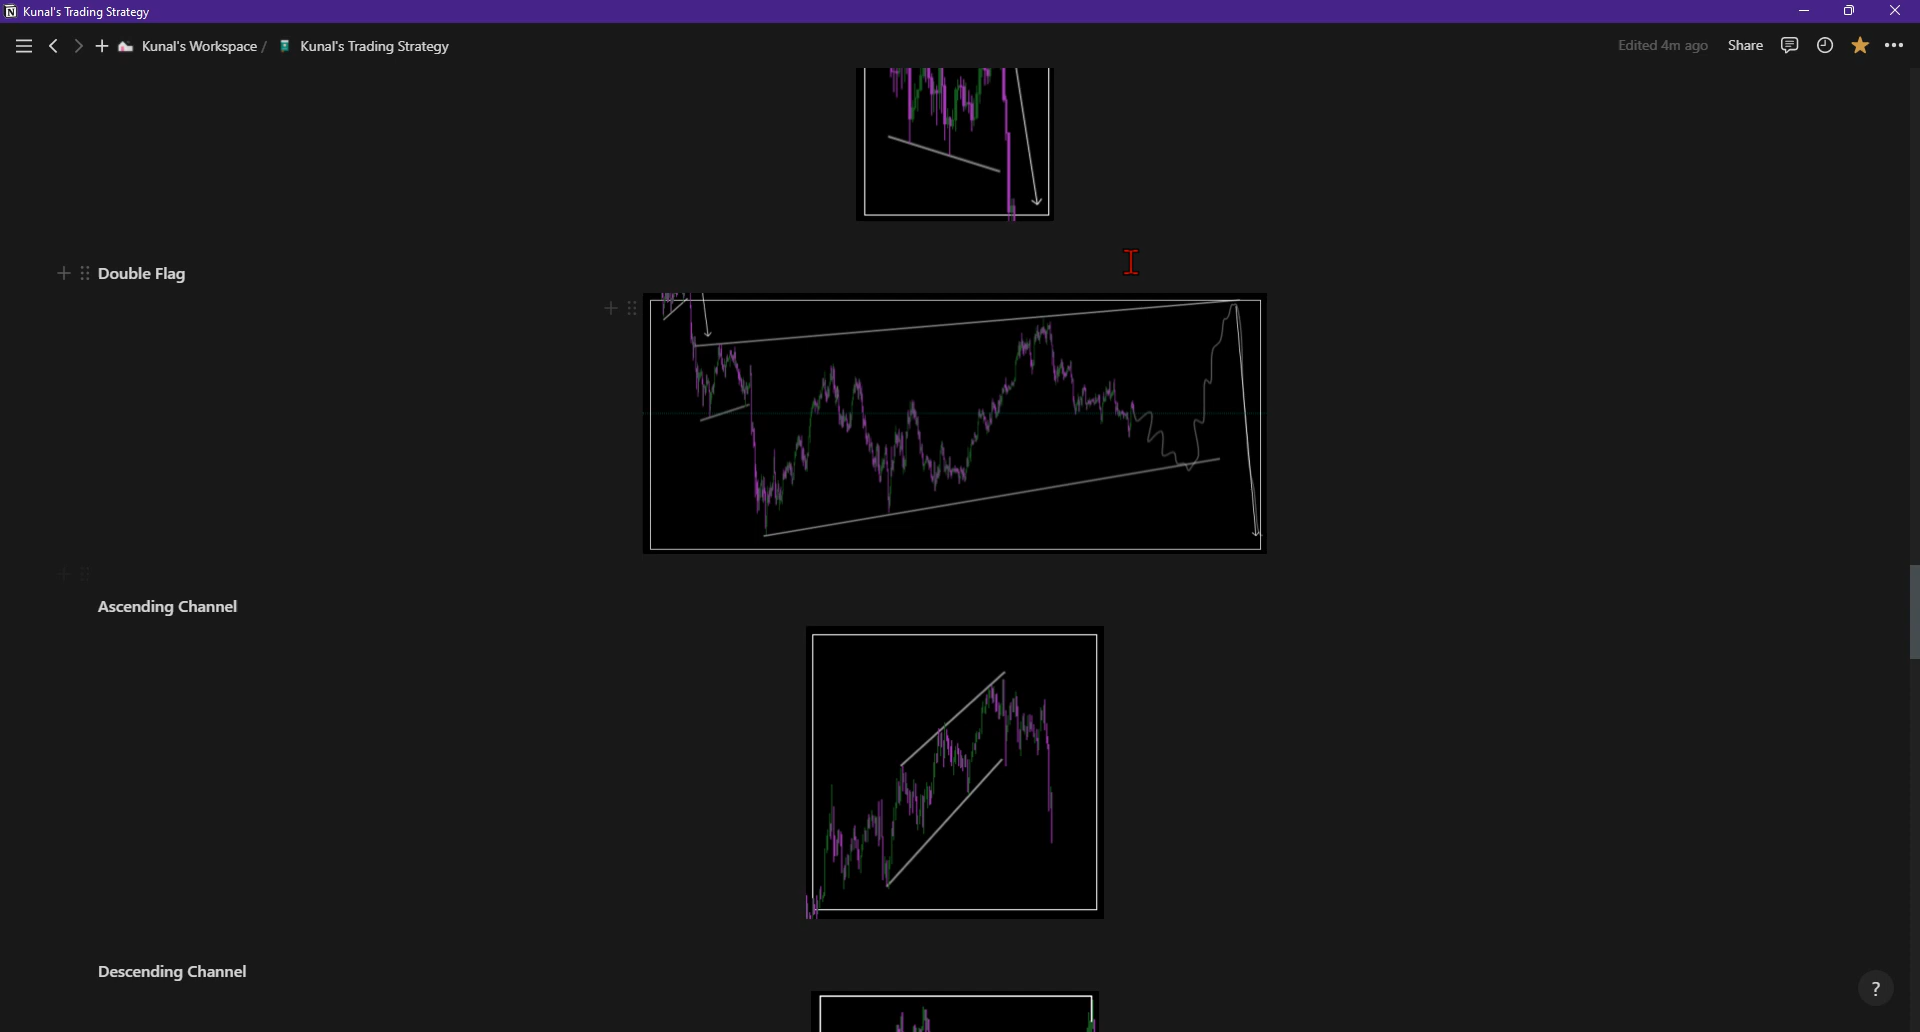 Kunal's Trading Strategy
Kunal's Workspace / Kunal's Trading Strategy
Edited 4m ago Share
Double Flag
Ascending Channel
Descending Channel
?